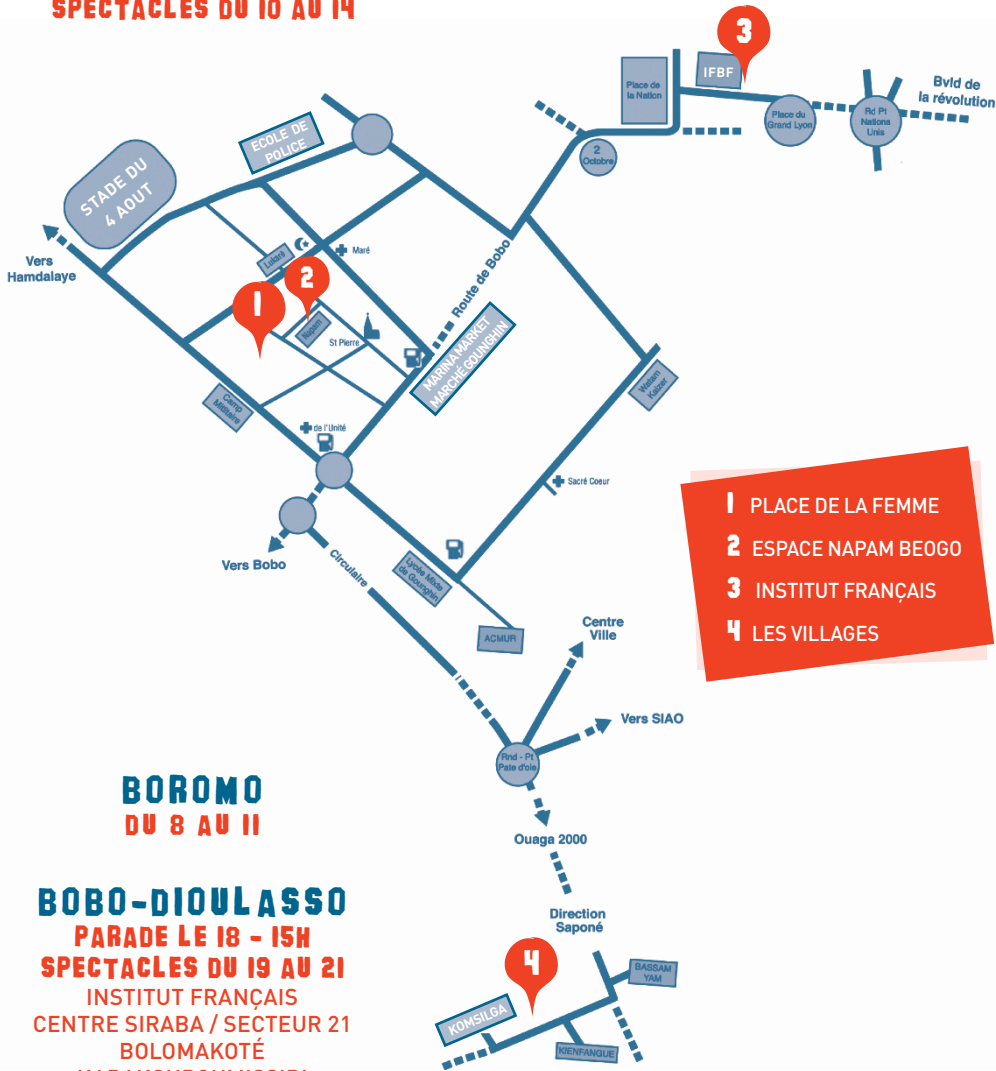 SPECTACLES DU 10 AU 14
3
IFBF
Place de
la Nation
Bvld de
la révolution
Place du
Grand Lyon
Rd Pt
Nations
Unis
2
Octobre
ECOLE DE
POLICE
STADE DU
4 AOUT
Vers
Hamdalaye
Lukaré
Maré
2
1
Napam
St Pierre
Route de Bobo
MARINA MARKET
MARCHÉ GOUNGHIN
Camp
Militaire
de l'Unité
Watam
Kaizer
Sacré Coeur
Vers Bobo
Circulaire
Lycée Mixte
de Gounghin
ACMUR
1 PLACE DE LA FEMME
2 ESPACE NAPAM BEOGO
3 INSTITUT FRANÇAIS
4 LES VILLAGES
Centre
Ville
Vers SIAO
Rnd - Pt
Pate d'oie
Ouaga 2000
Direction
Saponé
BOROMO
DU 8 AU 11
BOBO-DIOULASSO
PARADE LE 18 - 15H
SPECTACLES DU 19 AU 21
INSTITUT FRANÇAIS
CENTRE SIRABA / SECTEUR 21
BOLOMAKOTÉ
4
BASSAM
YAM
KOMSILGA
KIENFANGUE